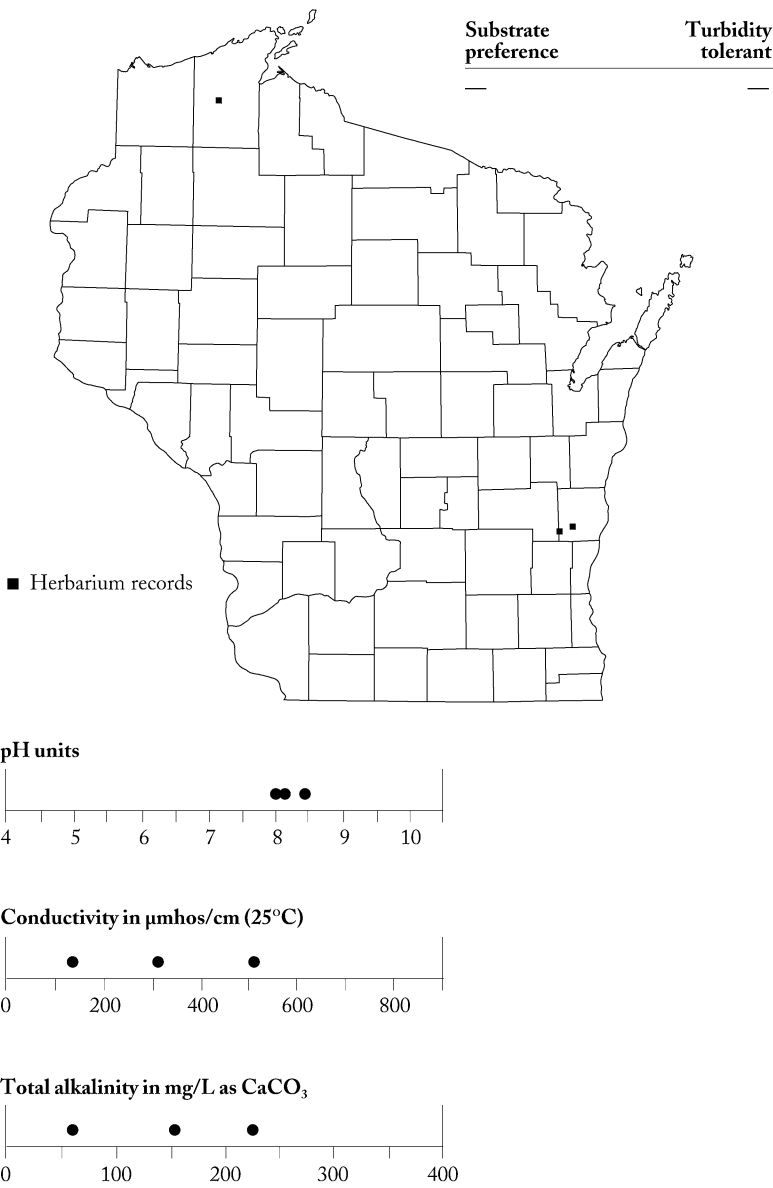 Substrate preference Turbidity tolerant
— —
■ Herbarium records
pH units
4 5 6 7 8 9 10
Conductivity in µmhos/cm (25°C)
0 200 400 600 800
Total alkalinity in mg/L as CaCO₃
0 100 200 300 400